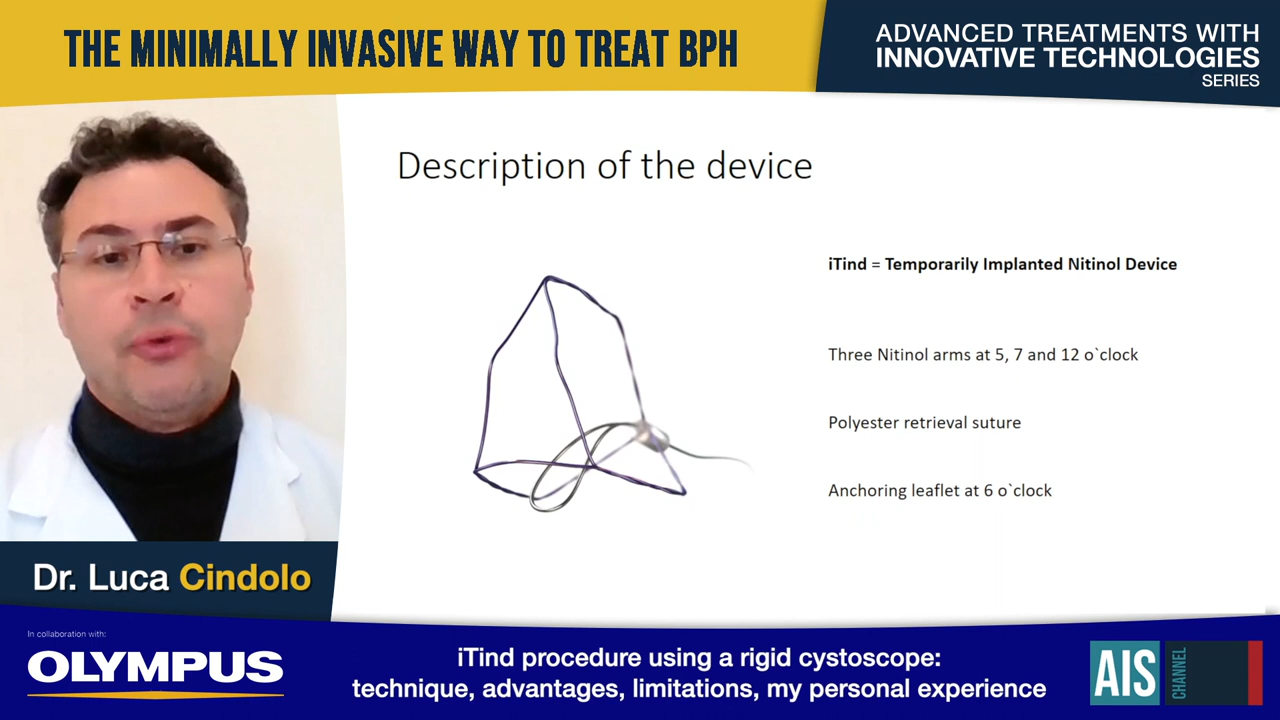 THE MINIMALLY INVASIVE WAY TO TREAT BPH
ADVANCED TREATMENTS WITH
INNOVATIVE TECHNOLOGIES
SERIES
Description of the device
iTind = Temporarily Implanted Nitinol Device
Three Nitinol arms at 5, 7 and 12 o`clock
Polyester retrieval suture
Anchoring leaflet at 6 o`clock
Dr. Luca Cindolo
In collaboration with:
OLYMPUS
iTind procedure using a rigid cystoscope:
technique, advantages, limitations, my personal experience
AIS
CHANNEL